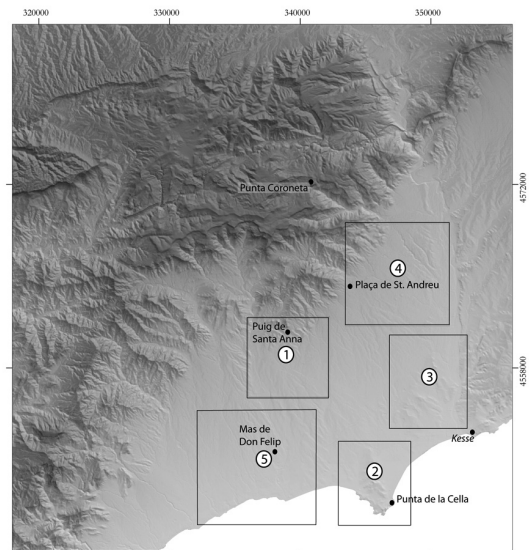 320000
340000
350000
4572000
Punta Coroneta
4
Plaça de St. Andreu
Puig de
Santa Anna
1
4558000
3
Mas de
Don Felip
Kesse
5
2
Punta de la Cella